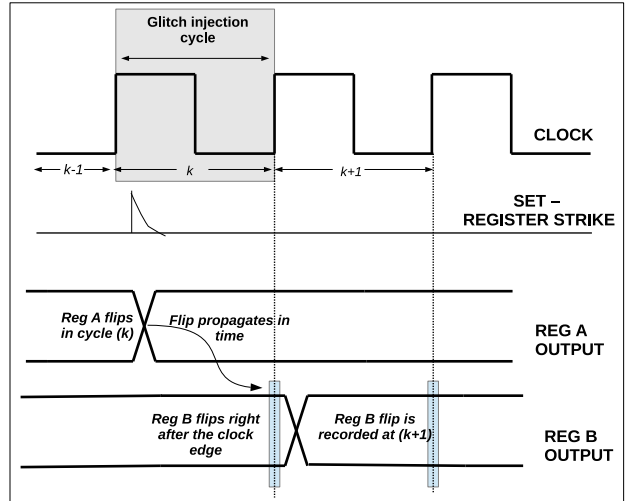 Glitch injection
cycle
CLOCK
k-1
k
k+1
SET –
REGISTER STRIKE
Reg A flips
in cycle (k)
Flip propagates in
time
REG A
OUTPUT
Reg B flips right
after the clock
edge
Reg B flip is
recorded at (k+1)
REG B
OUTPUT